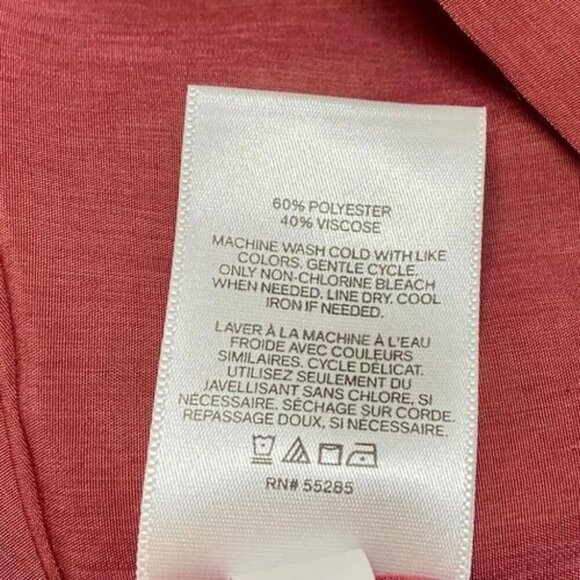 60% POLYESTER
40% VISCOSE
MACHINE WASH COLD WITH LIKE
COLORS. GENTLE CYCLE.
ONLY NON-CHLORINE BLEACH
WHEN NEEDED. LINE DRY. COOL
IRON IF NEEDED.
LAVER À LA MACHINE À L'EAU
FROIDE AVEC COULEURS
SIMILAIRES. CYCLE DÉLICAT.
UTILISEZ SEULEMENT DU
JAVELLISANT SANS CHLORE, SI
NÉCESSAIRE. SÉCHAGE SUR CORDE.
REPASSAGE DOUX, SI NÉCESSAIRE.
RN# 55285